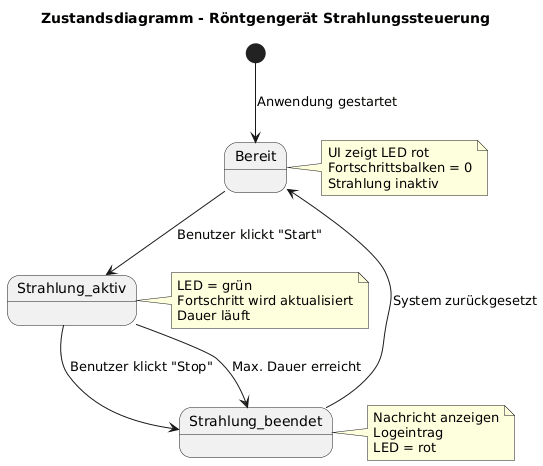 Zustandsdiagramm - Röntgengerät Strahlungssteuerung
Anwendung gestartet
Bereit
UI zeigt LED rot
Fortschrittsbalken = 0
Strahlung inaktiv
Benutzer klickt "Start"
Strahlung_aktiv
LED = grün
Fortschritt wird aktualisiert
Dauer läuft
System zurückgesetzt
Benutzer klickt "Stop"
Max. Dauer erreicht
Strahlung_beendet
Nachricht anzeigen
Logeintrag
LED = rot